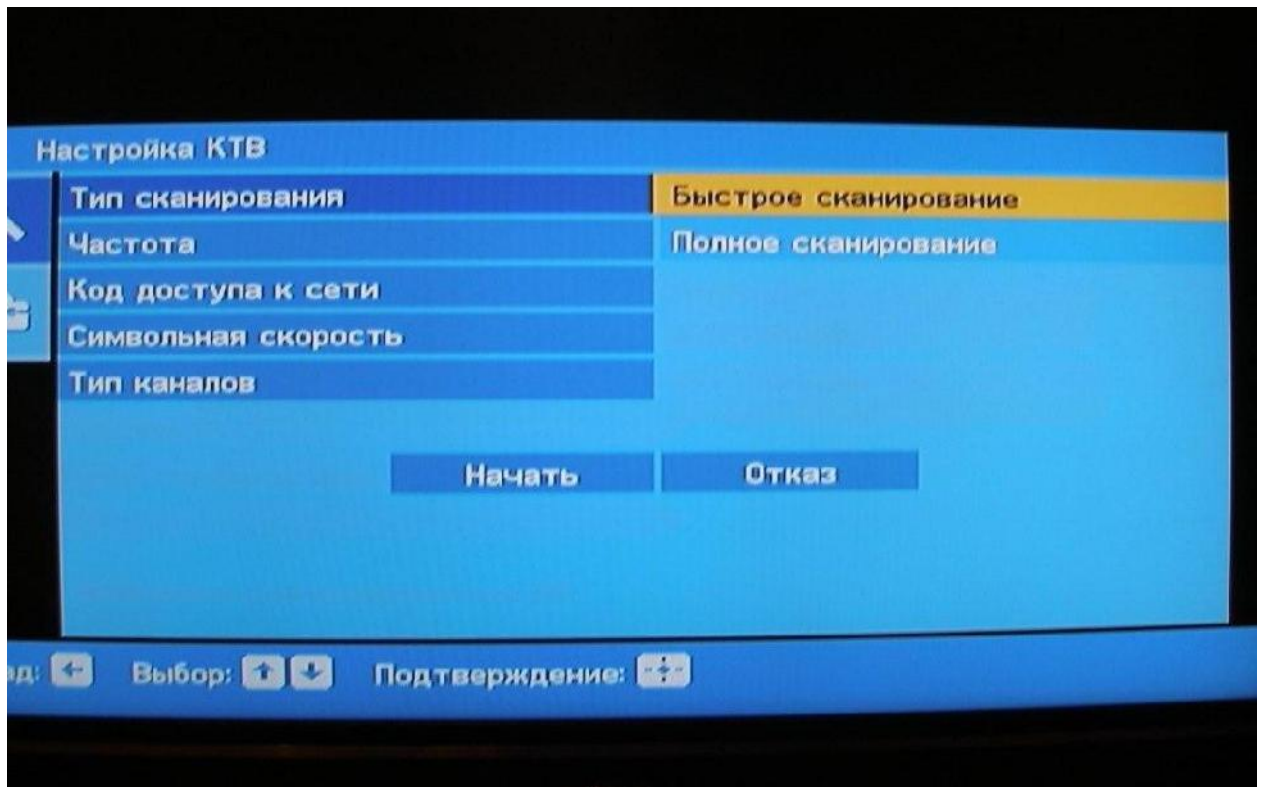 Настройка КТВ
Тип сканирования Быстрое сканирование
Частота Полное сканирование
Код доступа к сети
Символьная скорость
Тип каналов
Начать Отказ
Выбор: Подтверждение: